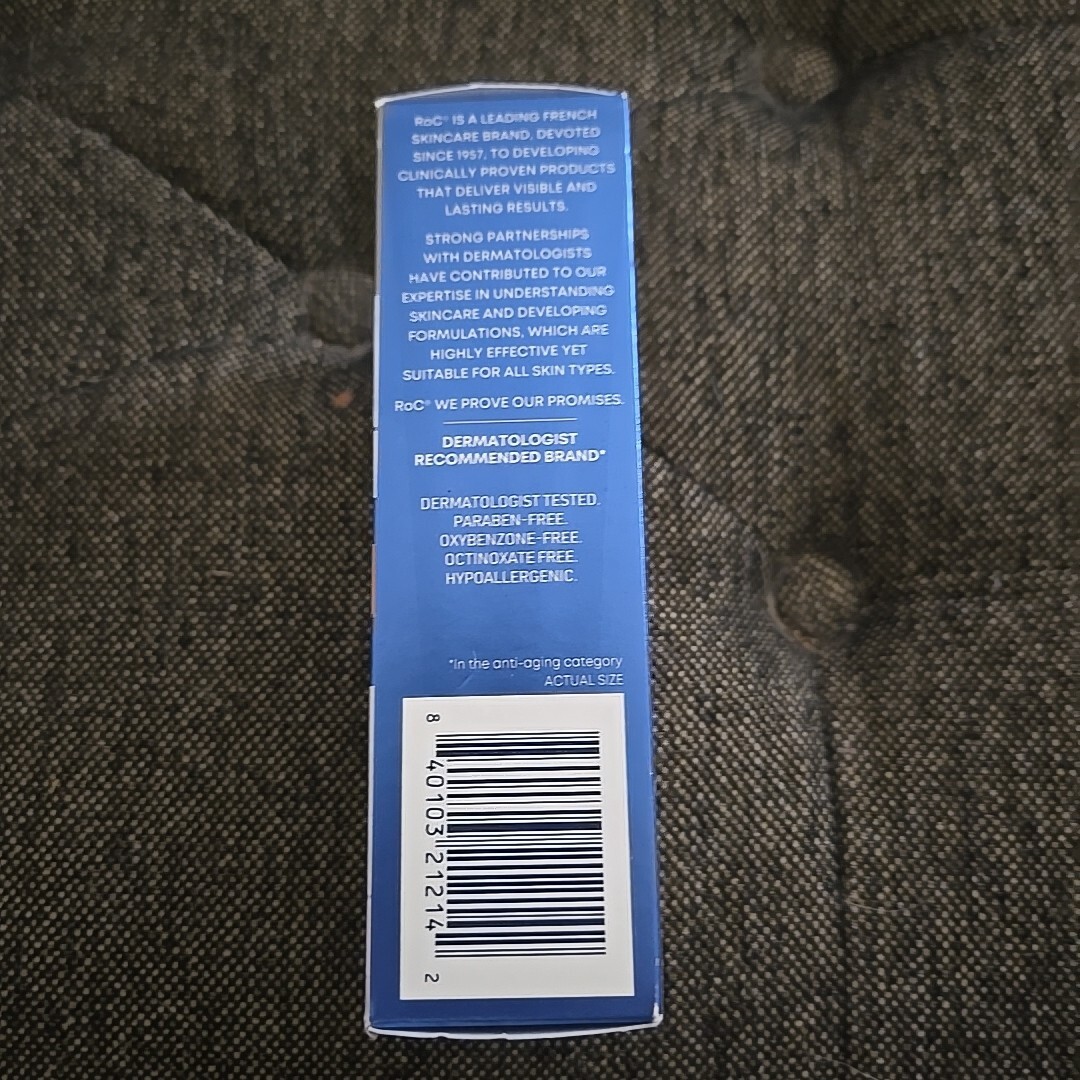 RoC® IS A LEADING FRENCH
SKINCARE BRAND, DEVOTED
SINCE 1957, TO DEVELOPING
CLINICALLY PROVEN PRODUCTS
THAT DELIVER VISIBLE AND
LASTING RESULTS.
STRONG PARTNERSHIPS
WITH DERMATOLOGISTS
HAVE CONTRIBUTED TO OUR
EXPERTISE IN UNDERSTANDING
SKINCARE AND DEVELOPING
FORMULATIONS, WHICH ARE
HIGHLY EFFECTIVE YET
SUITABLE FOR ALL SKIN TYPES.
RoC® WE PROVE OUR PROMISES.
DERMATOLOGIST
RECOMMENDED BRAND*
DERMATOLOGIST TESTED.
PARABEN-FREE.
OXYBENZONE-FREE.
OCTINOXATE FREE.
HYPOALLERGENIC.
*In the anti-aging category
ACTUAL SIZE
8 40103 21214 2